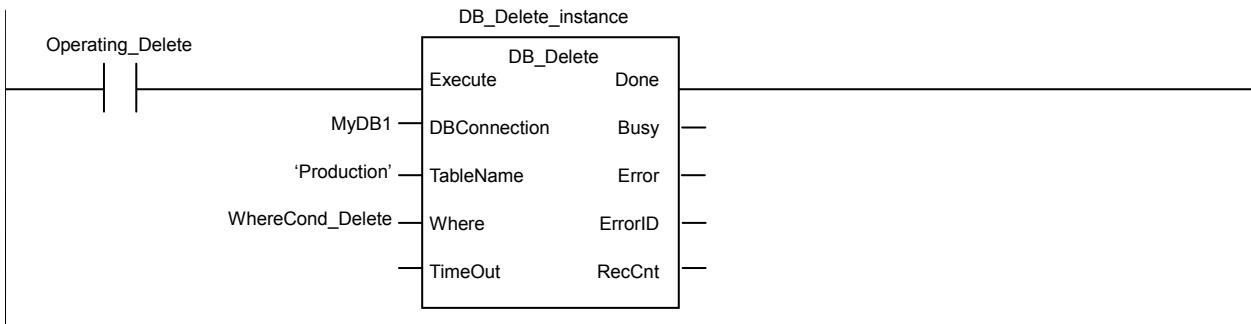 DB_Delete_instance
Operating_Delete
DB_Delete
Execute Done
MyDB1 DBConnection Busy
‘Production’ TableName Error
WhereCond_Delete Where ErrorID
TimeOut RecCnt